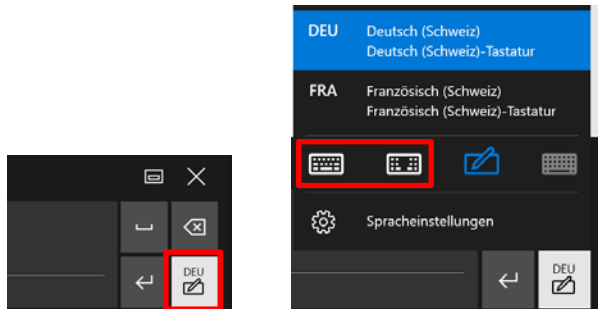 DEU
DEU
Deutsch (Schweiz)
Deutsch (Schweiz)-Tastatur
FRA
Französisch (Schweiz)
Französisch (Schweiz)-Tastatur
Spracheinstellungen
DEU